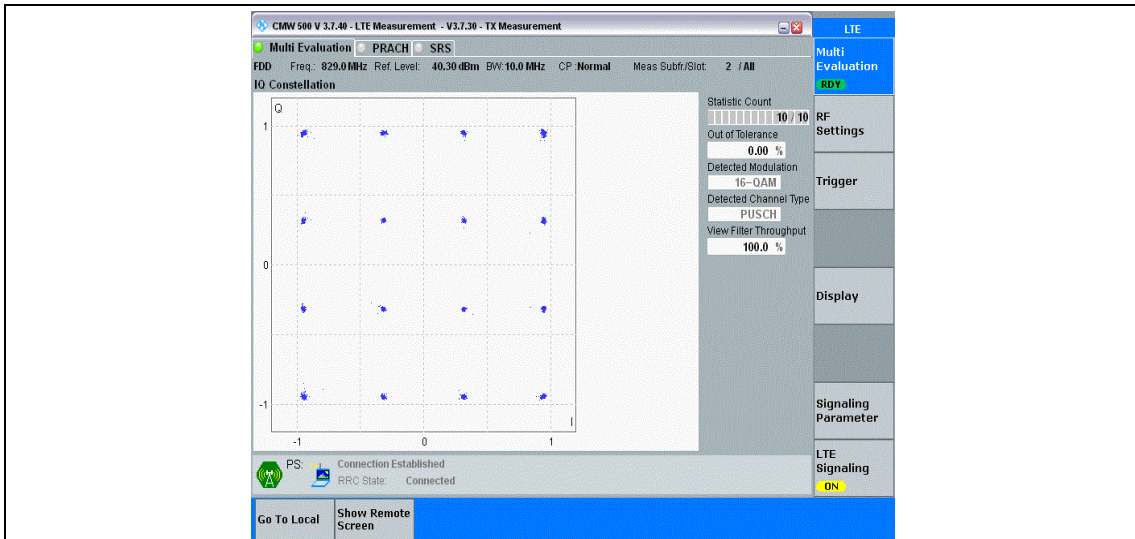 CMW 500 V 3.7.40 - LTE Measurement - V3.7.30 - TX Measurement
LTE
Multi Evaluation PRACH SRS
FDD Freq.: 829.0 MHz Ref. Level: 40.30 dBm BW: 10.0 MHz CP :Normal Meas Subfr./Slot: 2 / All
IQ Constellation
Q
1
0
-1
-1 0 1
I
Statistic Count
10 / 10
Out of Tolerance
0.00 %
Detected Modulation
16-QAM
Detected Channel Type
PUSCH
View Filter Throughput
100.0 %
Multi
Evaluation
RDY
RF
Settings
Trigger
Display
Signaling
Parameter
LTE
Signaling
ON
PS: Connection Established
RRC State: Connected
Go To Local
Show Remote
Screen